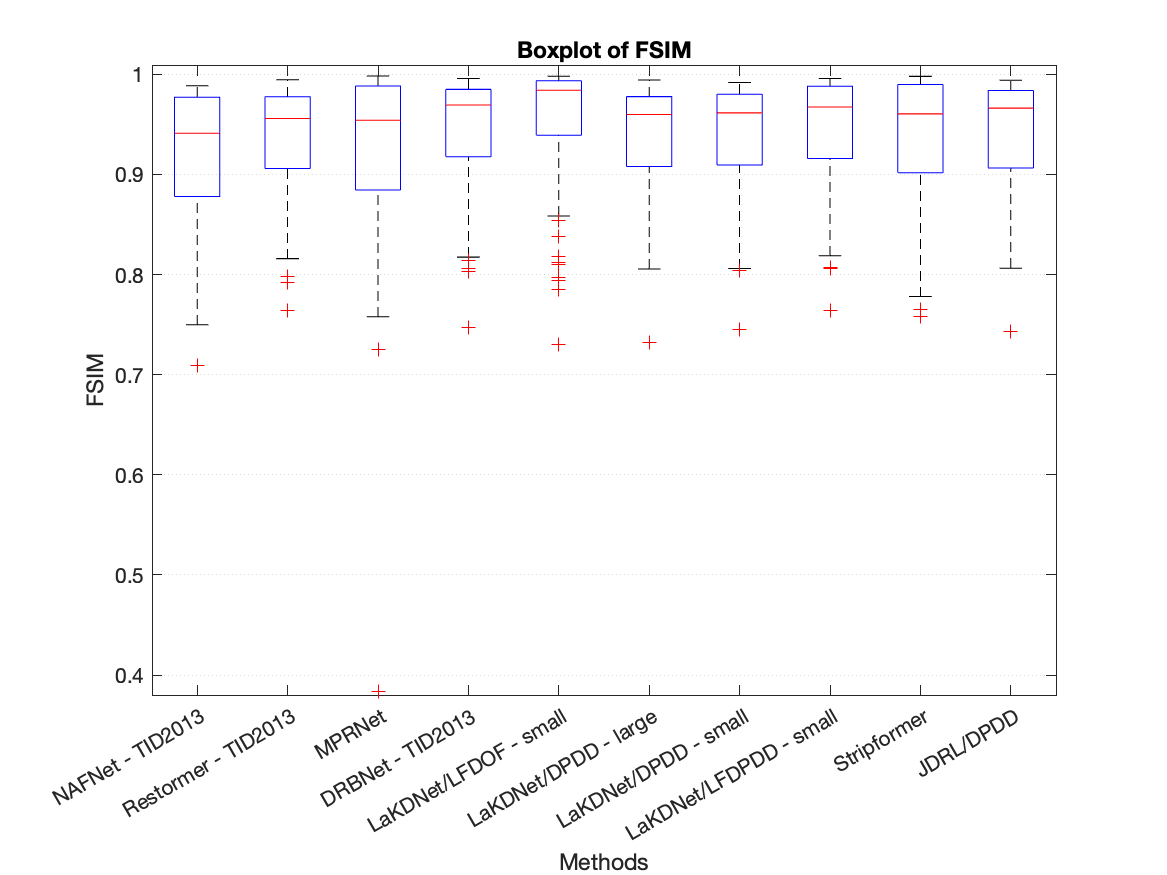 Boxplot of FSIM
1
0.9
0.8
0.7
0.6
0.5
0.4
FSIM
NAFNet - TID2013
Restormer - TID2013
MPRNet
DRBNet - TID2013
LaKDNet/LFDOF - small
LaKDNet/DPDD - large
LaKDNet/DPDD - small
LaKDNet/LFDPDD - small
Stripformer
JDRL/DPDD
Methods